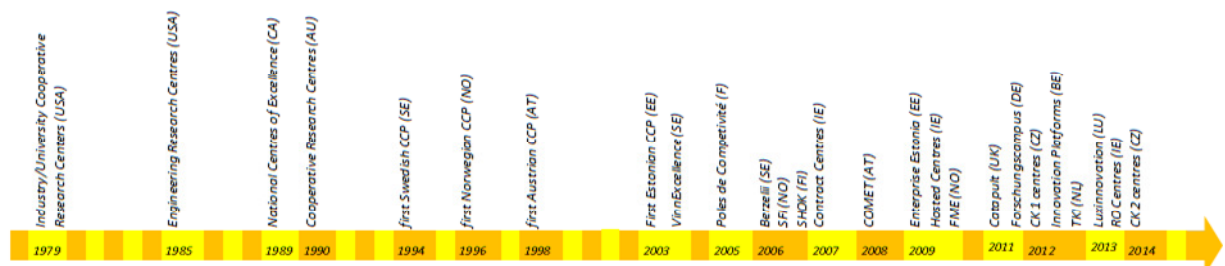 Industry/University Cooperative
Research Centers (USA)
Engineering Research Centres (USA)
National Centres of Excellence (CA)
Cooperative Research Centres (AU)
first Swedish CCP (SE)
first Norwegian CCP (NO)
first Austrian CCP (AT)
First Estonian CCP (EE)
VinnExcellence (SE)
Poles de Competivité (F)
Berzelii (SE)
SFI (NO)
SHOK (FI)
Contract Centres (IE)
COMET (AT)
Enterprise Estonia (EE)
Hosted Centres (IE)
FME (NO)
Catapult (UK)
Forschungscampus (DE)
CK 1 centres (CZ)
Innovation Platforms (BE)
TKI (NL)
Luxinnovation (LU)
RO Centres (IE)
CK 2 centres (CZ)
1979
1985
1989
1990
1994
1996
1998
2003
2005
2006
2007
2008
2009
2011
2012
2013
2014